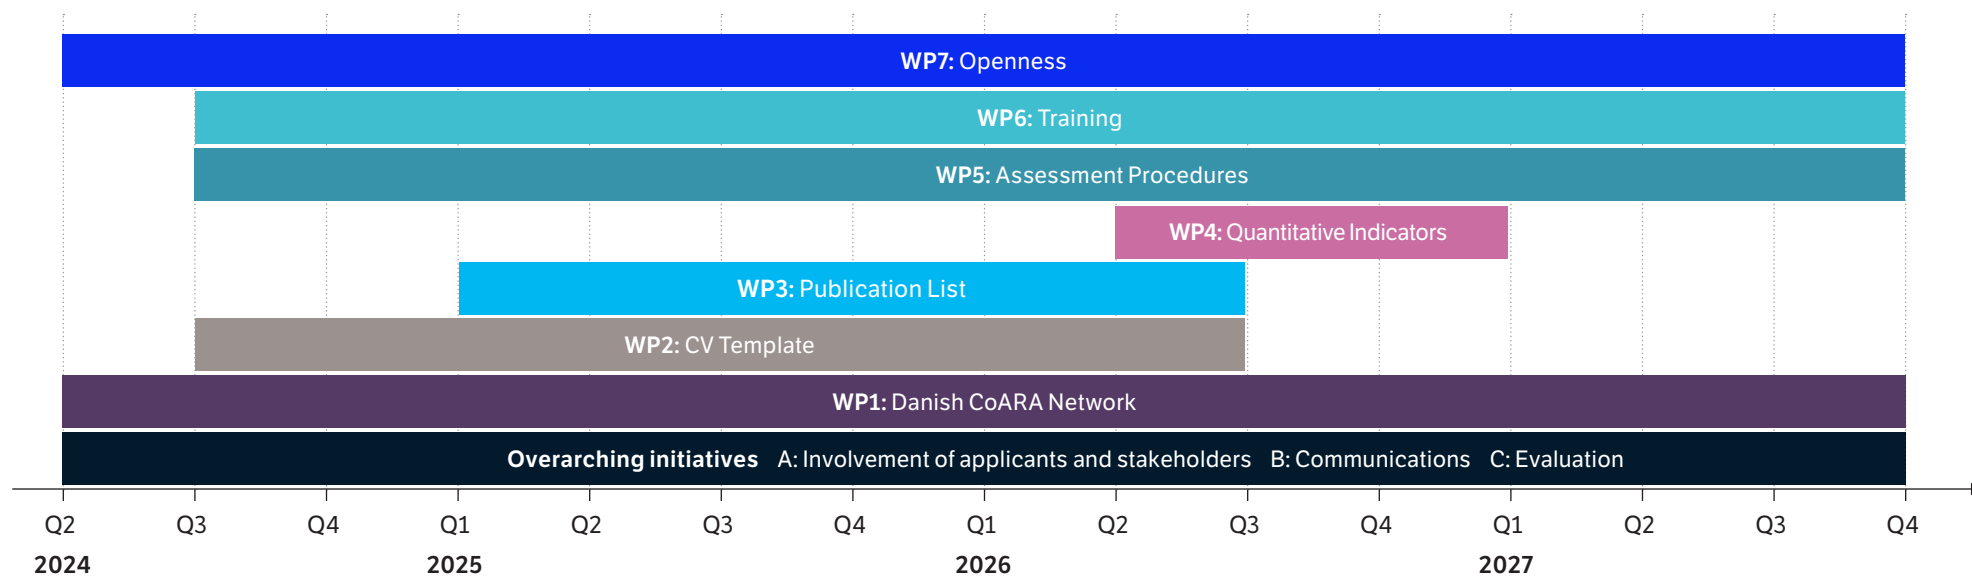 WP7: Openness
WP6: Training
WP5: Assessment Procedures
WP4: Quantitative Indicators
WP3: Publication List
WP2: CV Template
WP1: Danish CoARA Network
Overarching initiatives A: Involvement of applicants and stakeholders B: Communications C: Evaluation
Q2 Q3 Q4 Q1 Q2 Q3 Q4 Q1 Q2 Q3 Q4 Q1 Q2 Q3 Q4
2024 2025 2026 2027